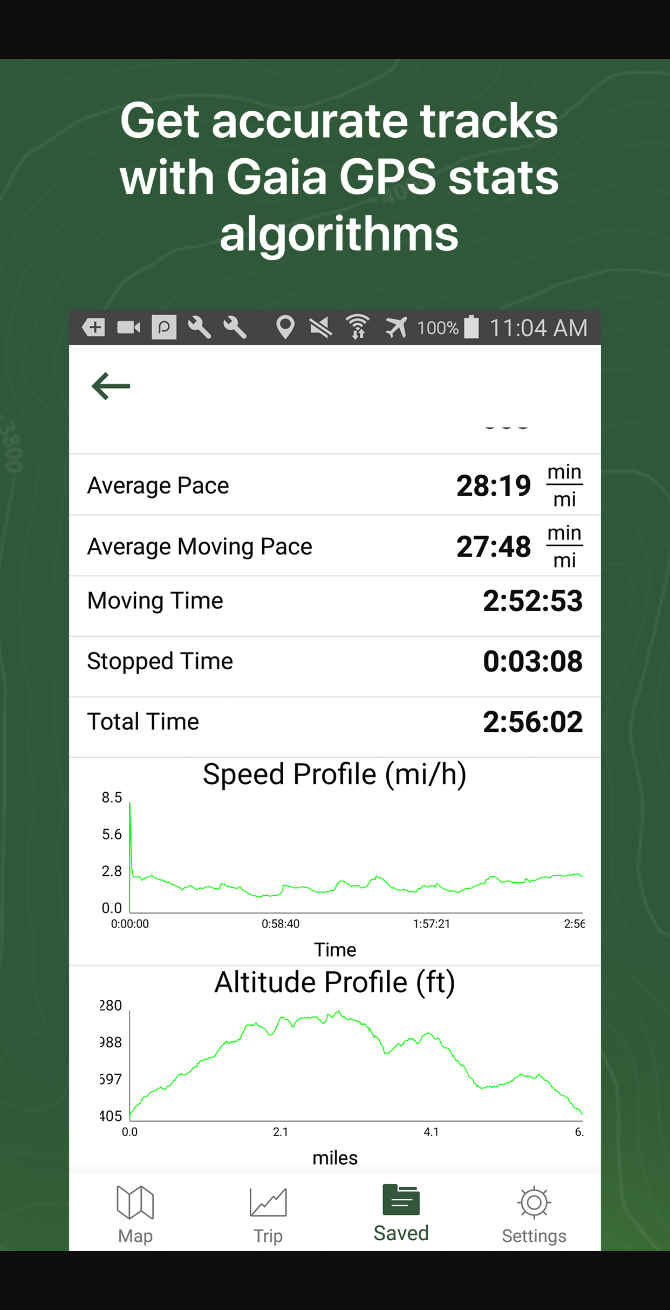 Get accurate tracks
with Gaia GPS stats
algorithms
100% 11:04 AM
3800
Average Pace 28:19 min/mi
Average Moving Pace 27:48 min/mi
Moving Time 2:52:53
Stopped Time 0:03:08
Total Time 2:56:02
Speed Profile (mi/h)
8.5
5.6
2.8
0.0
0:00:00 0:58:40 1:57:21 2:56
Time
Altitude Profile (ft)
280
988
597
405
0.0 2.1 4.1 6.
miles
Map Trip Saved Settings